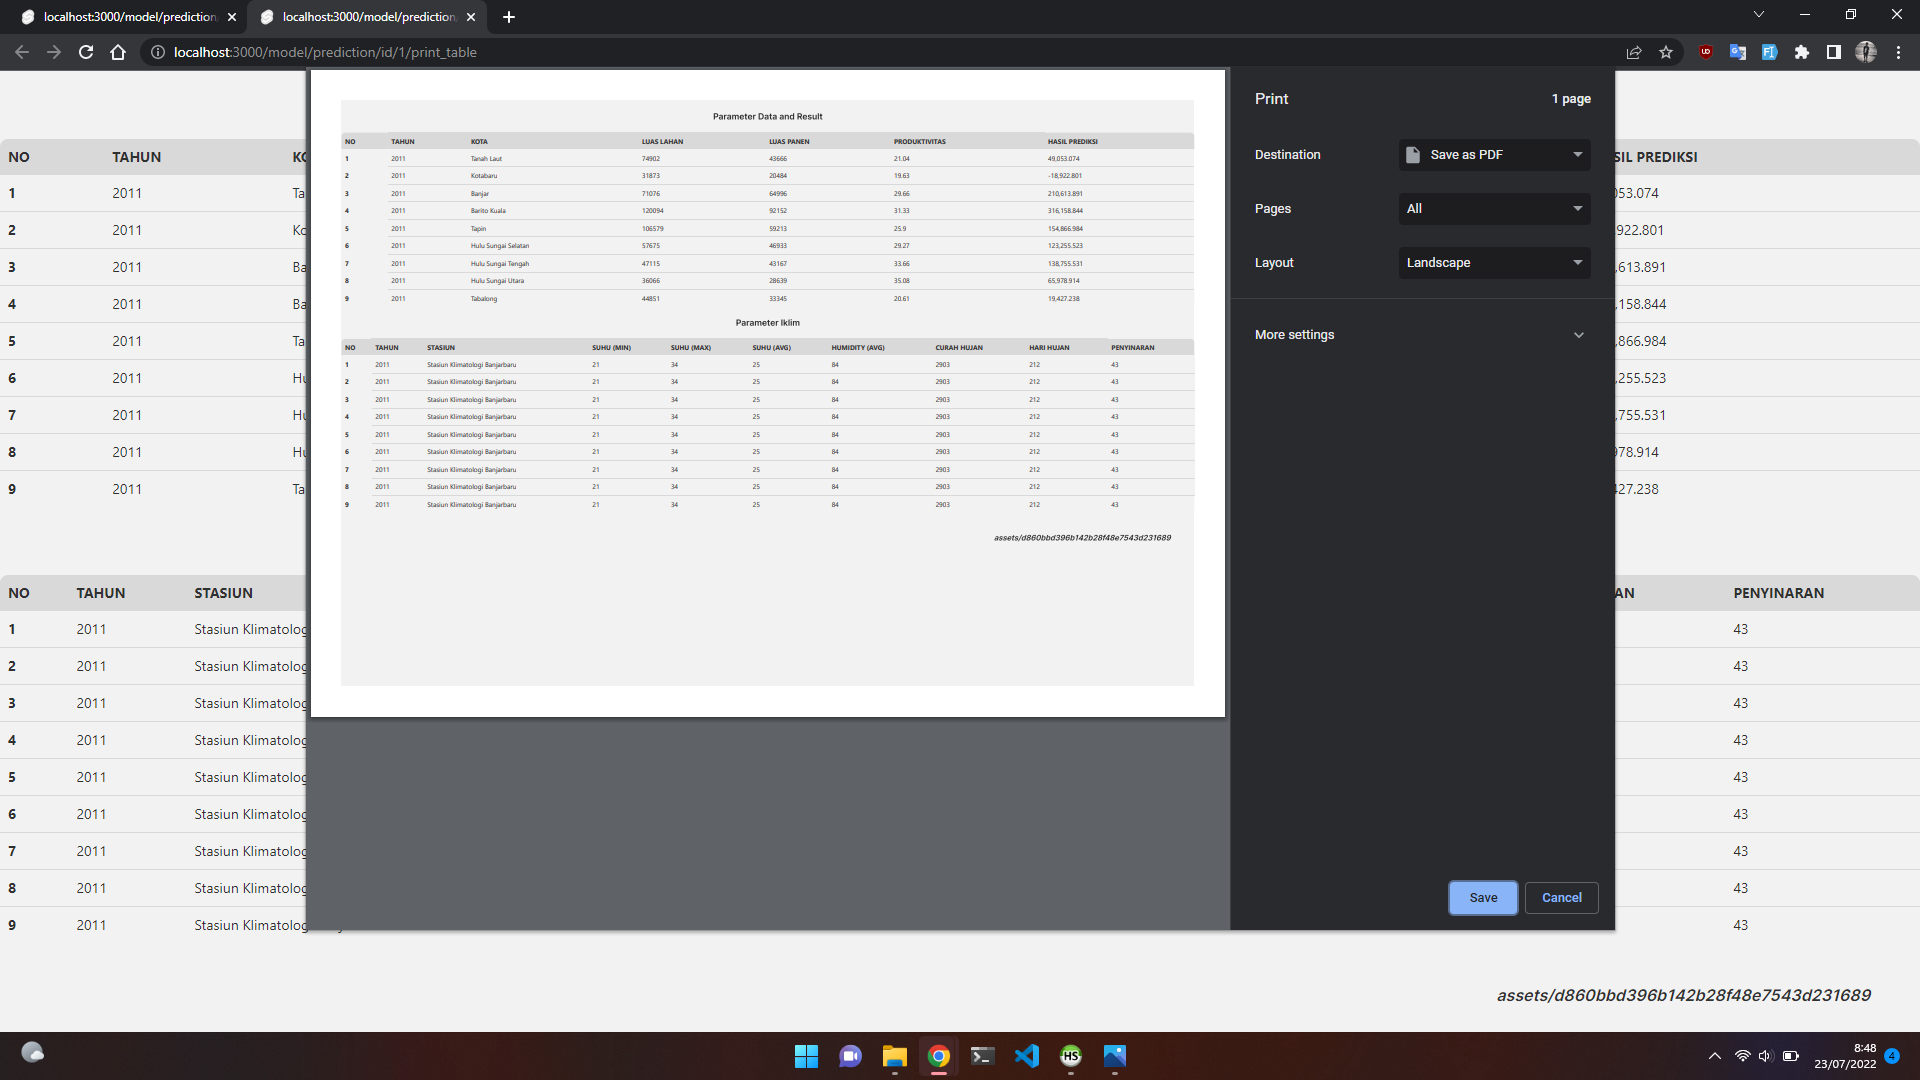 localhost:3000/model/prediction
localhost:3000/model/prediction
localhost:3000/model/prediction/id/1/print_table
Parameter Data and Result
NO TAHUN KOTA LUAS LAHAN LUAS PANEN PRODUKTIVITAS HASIL PREDIKSI
1 2011 Tanah Laut 74902 43666 21.04 49,053.074
2 2011 Kotabaru 31873 20484 19.63 -18,922.801
3 2011 Banjar 71076 64996 29.66 210,613.891
4 2011 Barito Kuala 120094 92152 31.33 316,158.844
5 2011 Tapin 106579 59213 25.9 154,866.984
6 2011 Hulu Sungai Selatan 57675 46933 29.27 123,255.523
7 2011 Hulu Sungai Tengah 47115 43167 33.66 138,755.531
8 2011 Hulu Sungai Utara 36066 28639 35.08 65,978.914
9 2011 Tabalong 44851 33345 20.61 19,427.238
Parameter Iklim
NO TAHUN STASIUN SUHU (MIN) SUHU (MAX) SUHU (AVG) HUMIDITY (AVG) CURAH HUJAN HARI HUJAN PENYINARAN
1 2011 Stasiun Klimatologi Banjarbaru 21 34 25 84 2903 212 43
2 2011 Stasiun Klimatologi Banjarbaru 21 34 25 84 2903 212 43
3 2011 Stasiun Klimatologi Banjarbaru 21 34 25 84 2903 212 43
4 2011 Stasiun Klimatologi Banjarbaru 21 34 25 84 2903 212 43
5 2011 Stasiun Klimatologi Banjarbaru 21 34 25 84 2903 212 43
6 2011 Stasiun Klimatologi Banjarbaru 21 34 25 84 2903 212 43
7 2011 Stasiun Klimatologi Banjarbaru 21 34 25 84 2903 212 43
8 2011 Stasiun Klimatologi Banjarbaru 21 34 25 84 2903 212 43
9 2011 Stasiun Klimatologi Banjarbaru 21 34 25 84 2903 212 43
assets/d860bbd396b142b28f48e7543d231689
Print 1 page
Destination Save as PDF
Pages All
Layout Landscape
More settings
Save Cancel
NO TAHUN KO SIL PREDIKSI
1 2011 Ta 053.074
2 2011 Ko ,922.801
3 2011 Ba ,613.891
4 2011 Ba ,158.844
5 2011 Ta ,866.984
6 2011 Hu ,255.523
7 2011 Hu ,755.531
8 2011 Hu 978.914
9 2011 Ta 427.238
NO TAHUN STASIUN AN PENYINARAN
1 2011 Stasiun Klimatolog 43
2 2011 Stasiun Klimatolog 43
3 2011 Stasiun Klimatolog 43
4 2011 Stasiun Klimatolog 43
5 2011 Stasiun Klimatolog 43
6 2011 Stasiun Klimatolog 43
7 2011 Stasiun Klimatolog 43
8 2011 Stasiun Klimatolog 43
9 2011 Stasiun Klimatolog 43
assets/d860bbd396b142b28f48e7543d231689
HS
8:48
23/07/2022
4